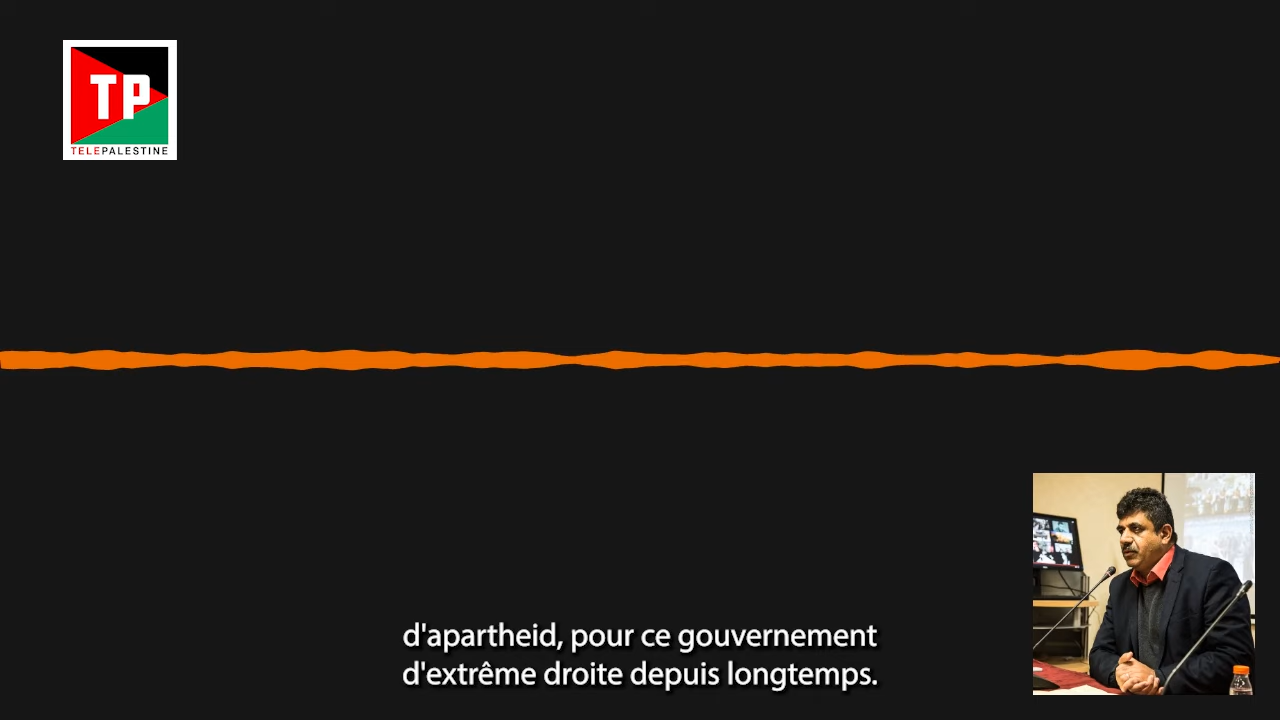 TP
TELEPALESTINE
d'apartheid, pour ce gouvernement
d'extrême droite depuis longtemps.